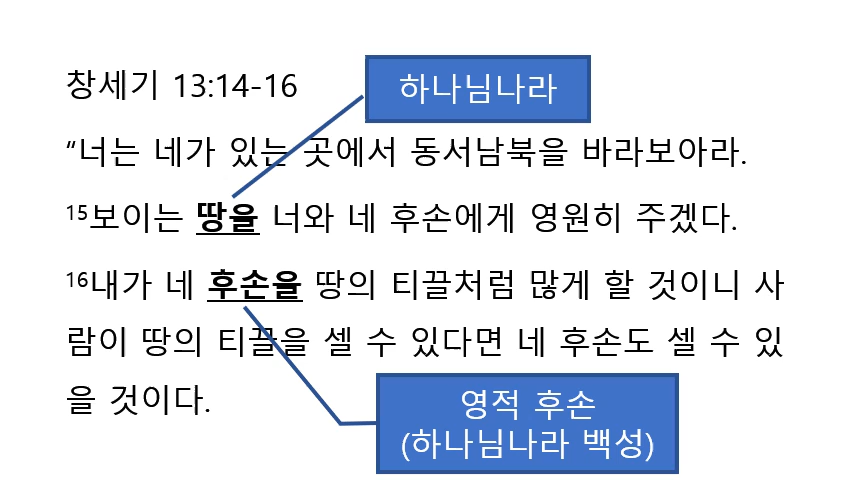 창세기 13:14-16
하나님나라
"너는 네가 있는 곳에서 동서남북을 바라보아라.
15보이는 땅을 너와 네 후손에게 영원히 주겠다.
16내가 네 후손을 땅의 티끌처럼 많게 할 것이니 사
람이 땅의 티끌을 셀 수 있다면 네 후손도 셀 수 있
을 것이다.
영적 후손
(하나님나라 백성)